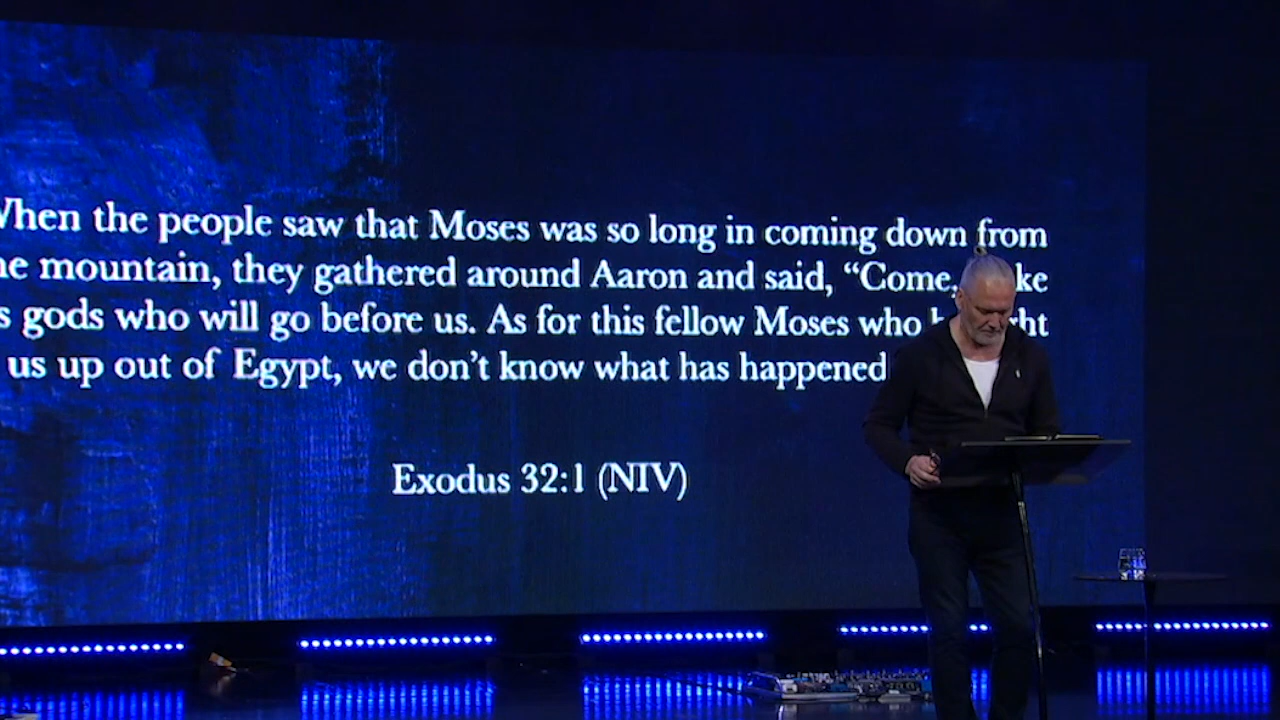 When the people saw that Moses was so long in coming down from
mountain, they gathered around Aaron and said, “Come,
gods who will go before us. As for this fellow Moses who
us up out of Egypt, we don’t know what has happened
Exodus 32:1 (NIV)